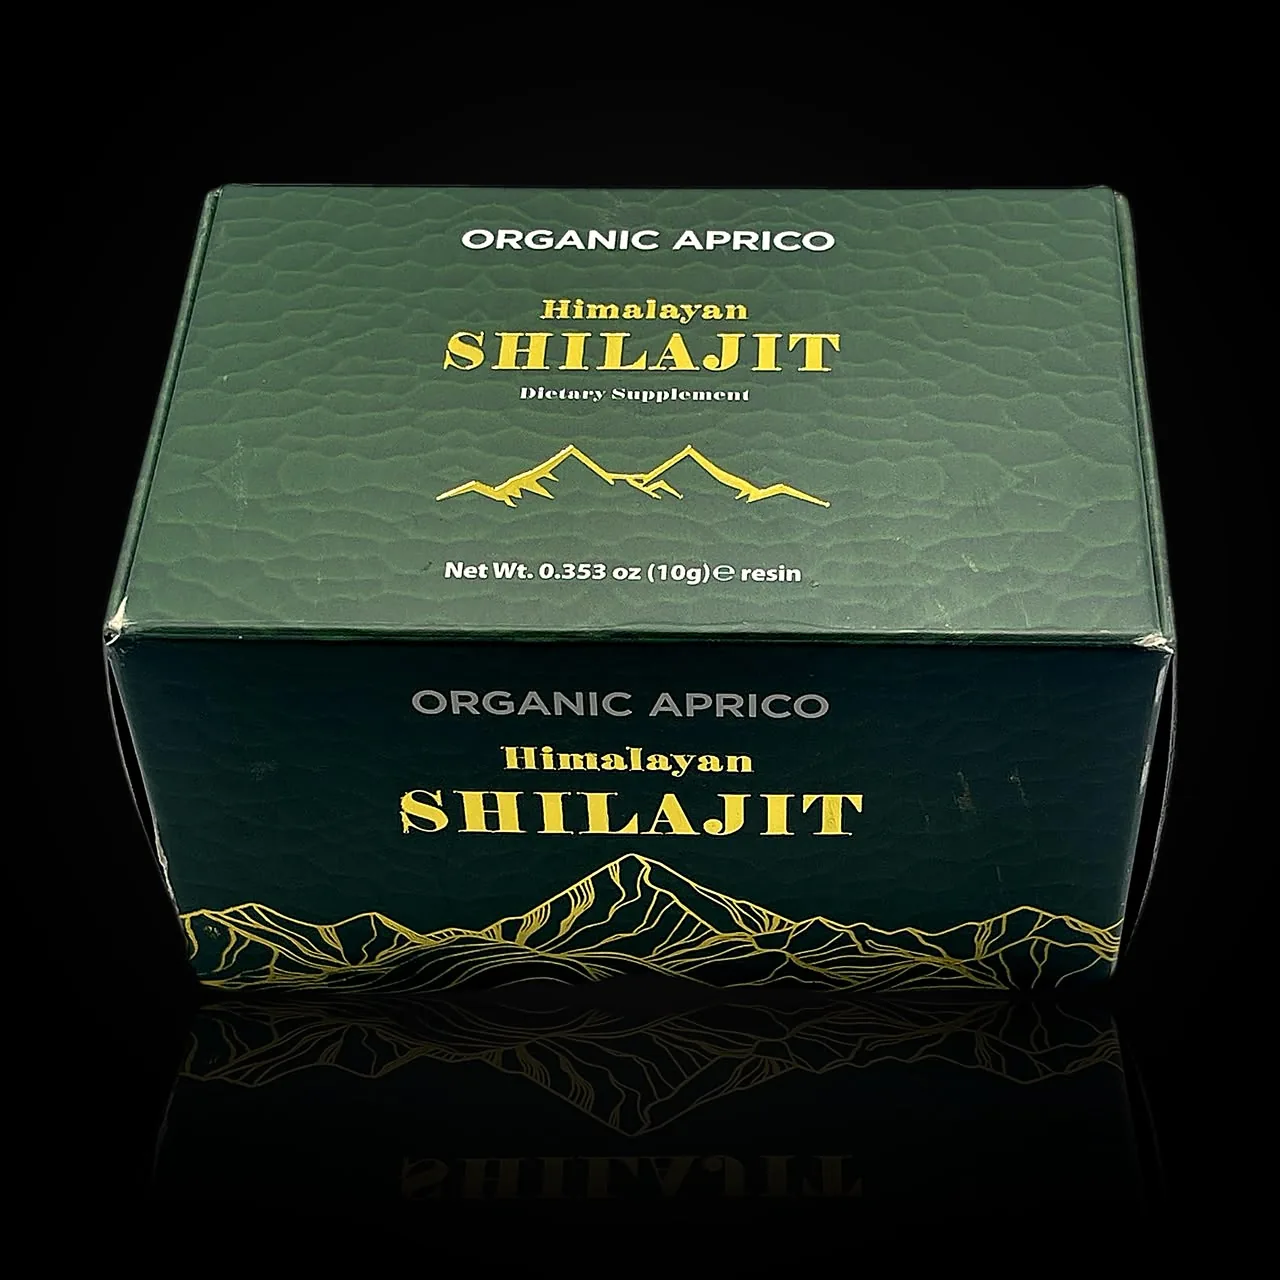 ORGANIC APRICO
Himalayan
SHILAJIT
Dietary Supplement
Net Wt. 0.353 oz (10g) ℮ resin
ORGANIC APRICO
Himalayan
SHILAJIT